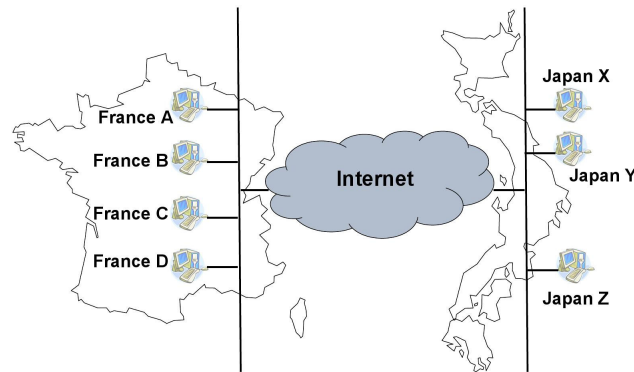 Japan X
France A
France B
Internet
Japan Y
France C
France D
Japan Z